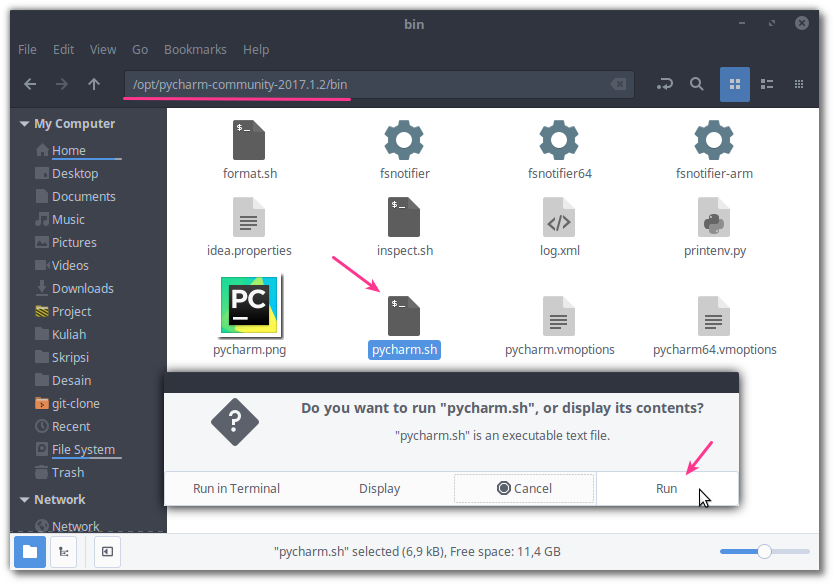 bin
File Edit View Go Bookmarks Help
/opt/pycharm-community-2017.1.2/bin
My Computer
Home
Desktop
Documents
Music
Pictures
Videos
Downloads
Project
Kuliah
Skripsi
Desain
git-clone
Recent
File System
Trash
Network
Network
$_
format.sh fsnotifier fsnotifier64 fsnotifier-arm
$_
</>
idea.properties inspect.sh log.xml printenv.py
PC
$_
pycharm.png pycharm.sh pycharm.vmoptions pycharm64.vmoptions
?
Do you want to run "pycharm.sh", or display its contents?
"pycharm.sh" is an executable text file.
Run in Terminal Display Cancel Run
"pycharm.sh" selected (6,9 kB), Free space: 11,4 GB